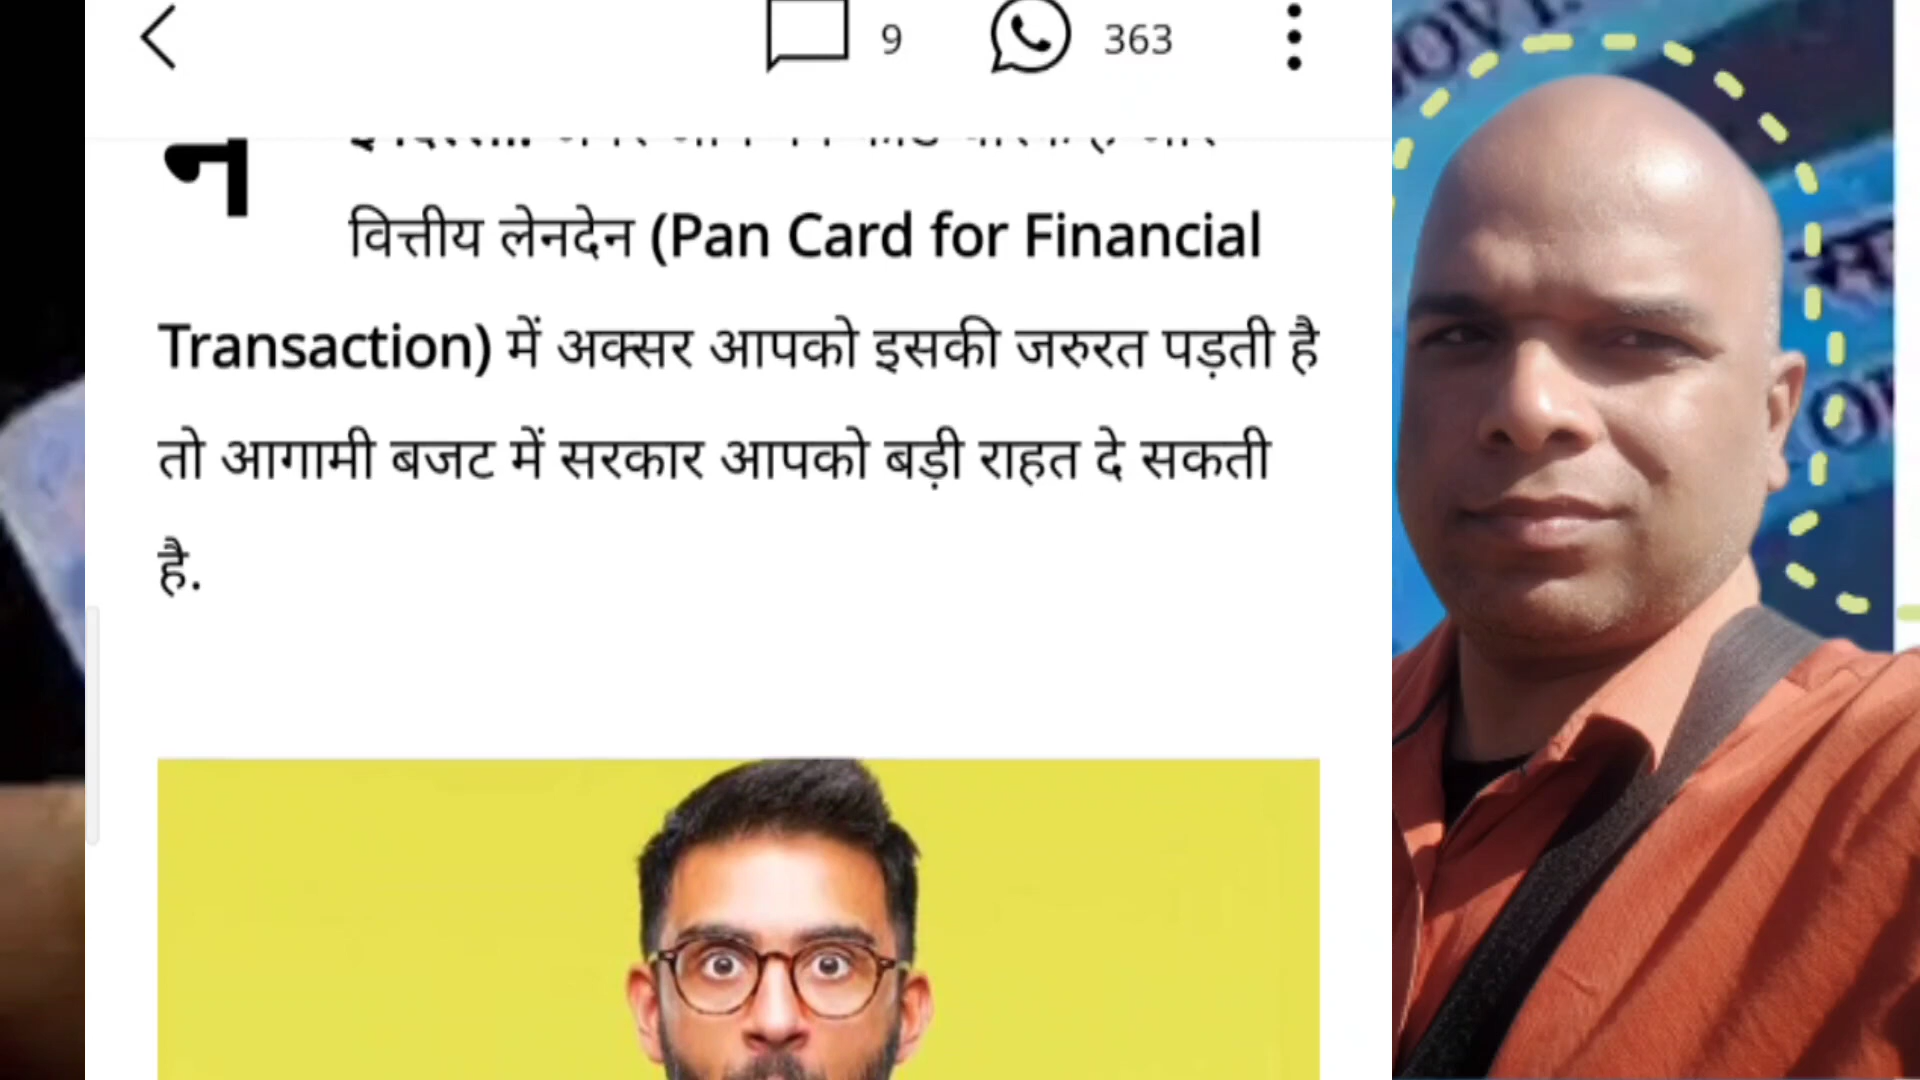 9
363
वित्तीय लेनदेन (Pan Card for Financial
Transaction) में अक्सर आपको इसकी जरुरत पड़ती है
तो आगामी बजट में सरकार आपको बड़ी राहत दे सकती
है.